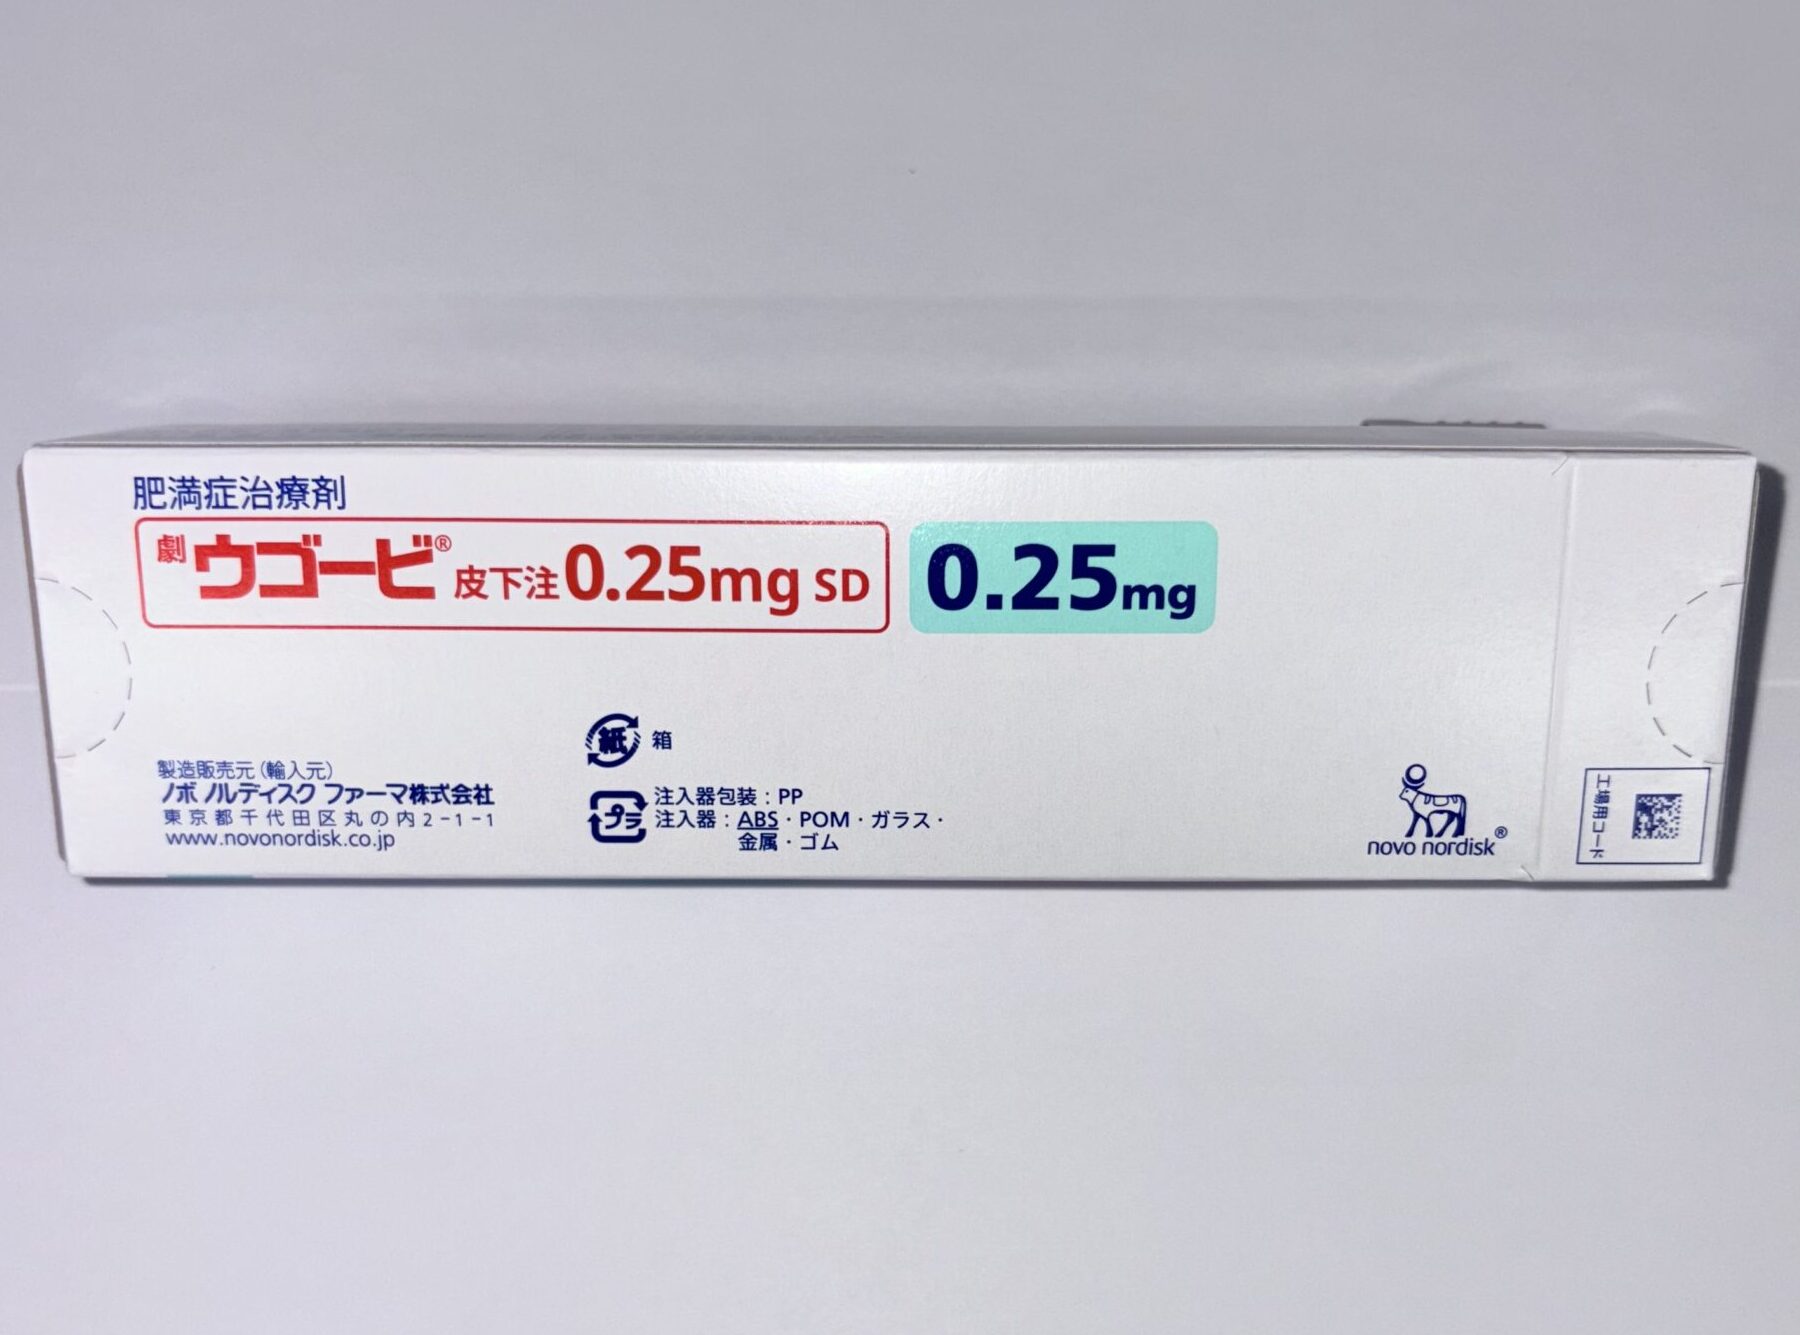 肥満症治療剤
劇 ウゴービ® 皮下注0.25mg SD
0.25mg
製造販売元(輸入元)
ノボ ノルディスク ファーマ株式会社
東京都千代田区丸の内2-1-1
www.novonordisk.co.jp
紙 箱
プラ 注入器包装:PP
注入器:ABS・POM・ガラス・
金属・ゴム
novo nordisk®
工場用コード